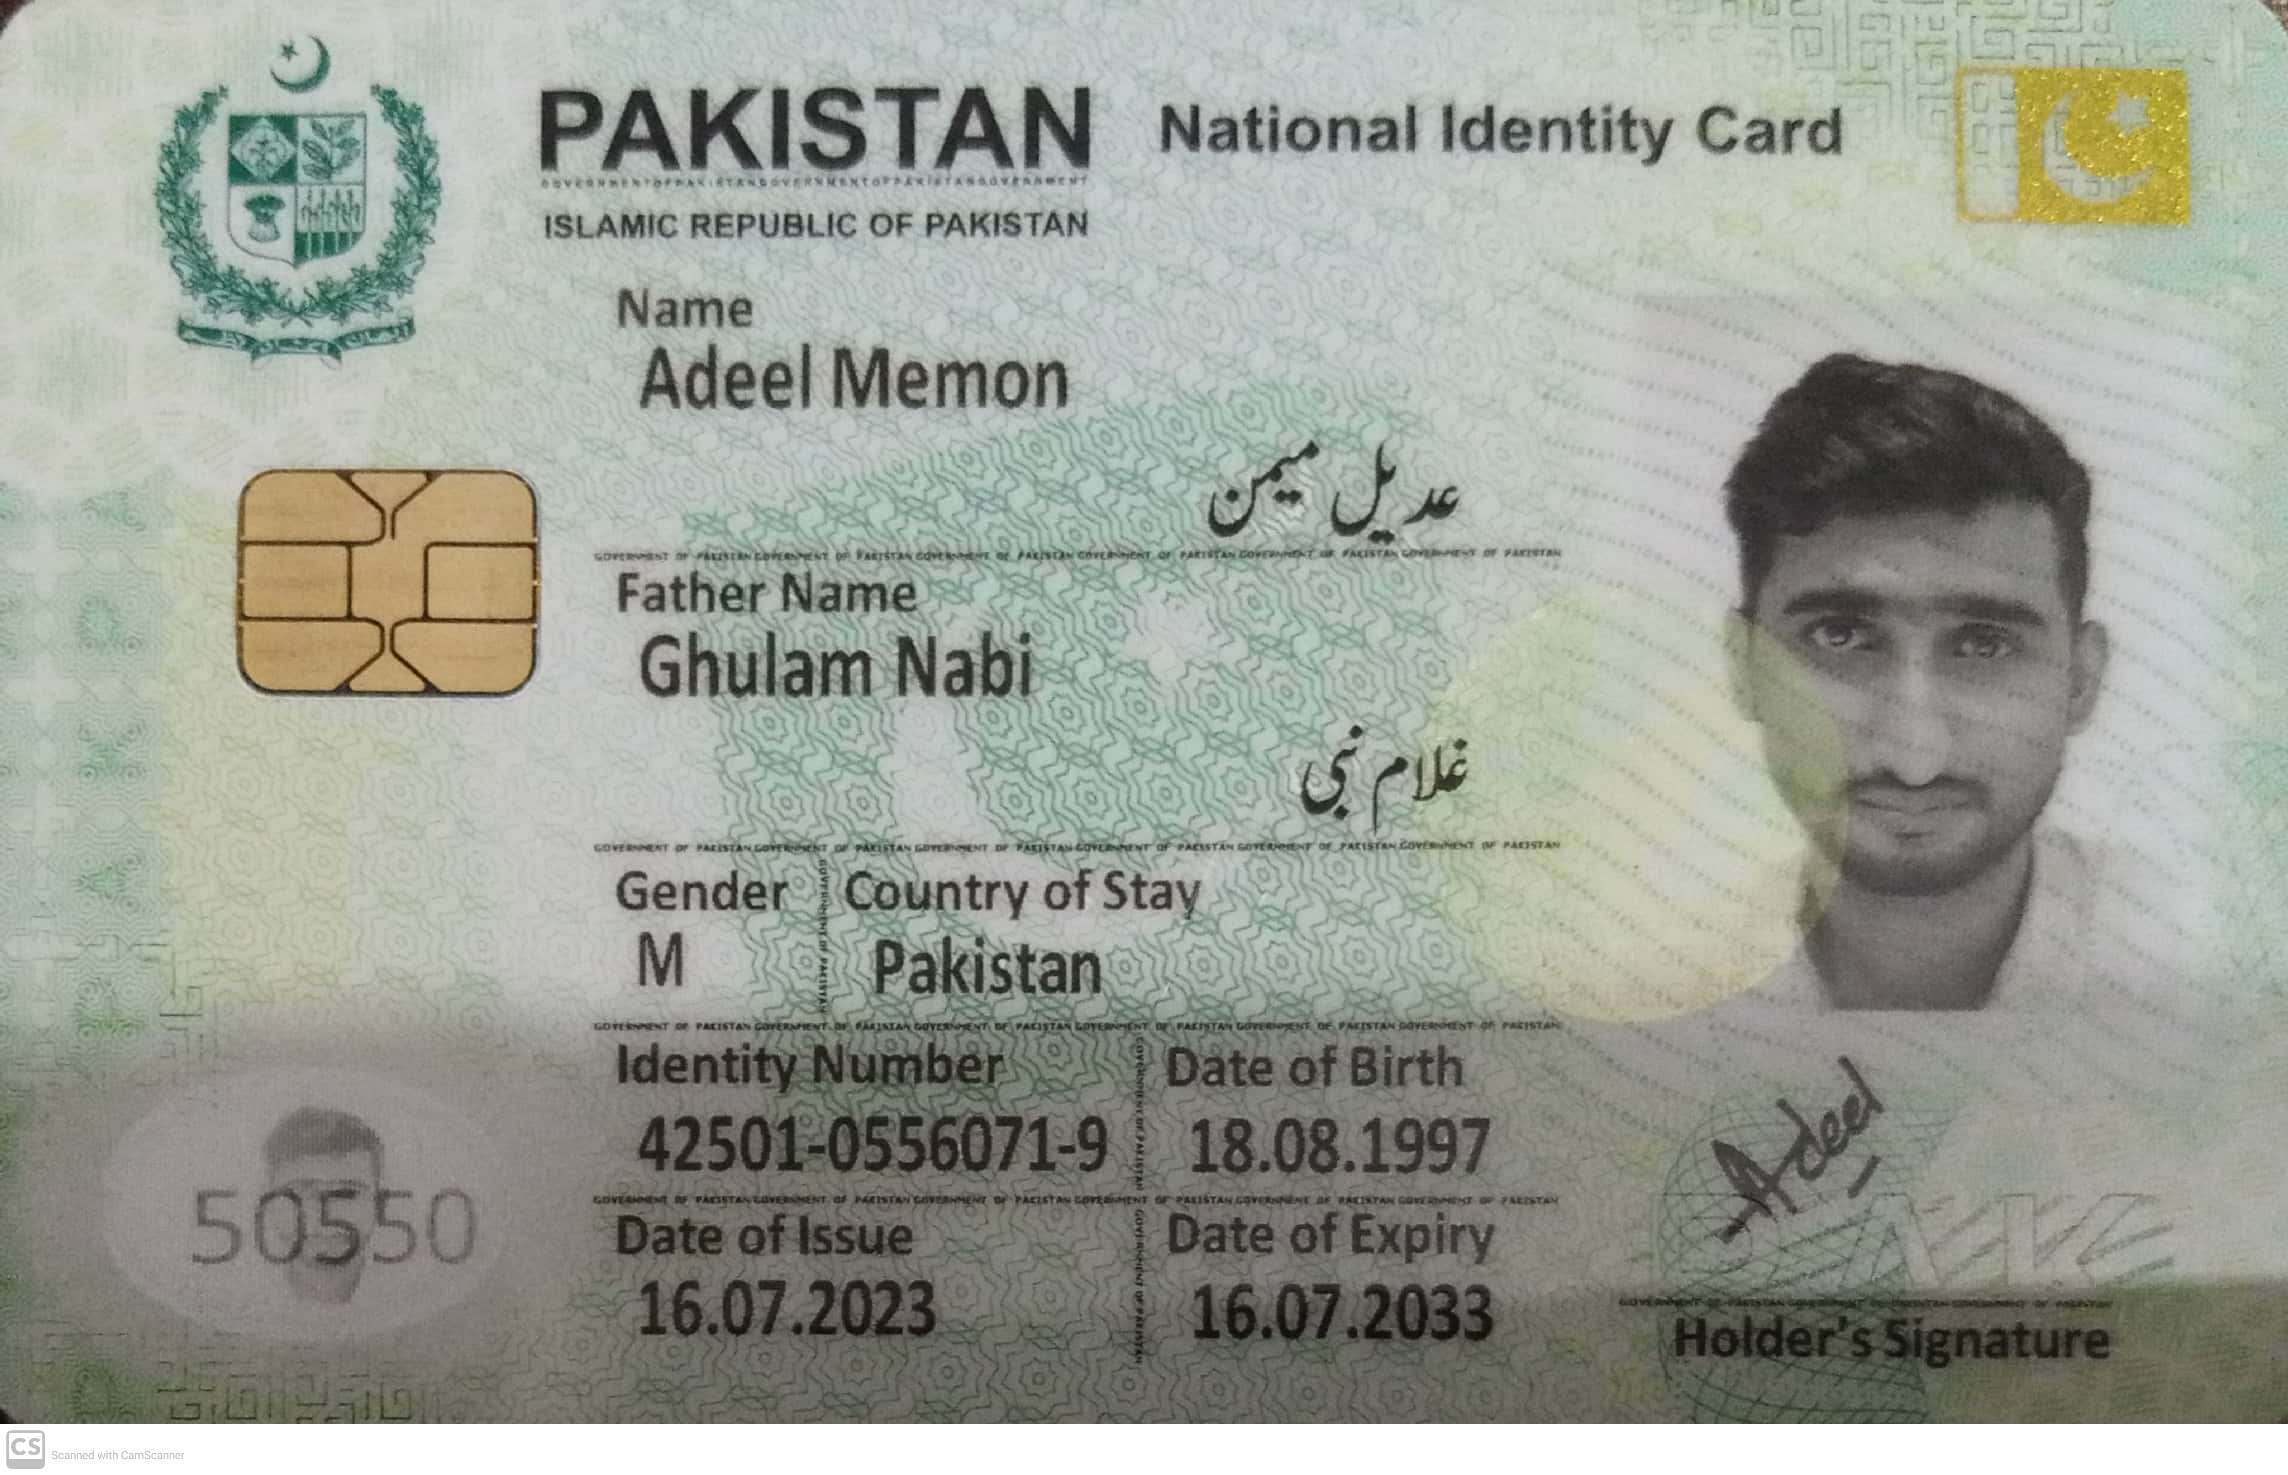 PAKISTAN National Identity Card
ISLAMIC REPUBLIC OF PAKISTAN
Name
Adeel Memon
عدیل میمن
Father Name
Ghulam Nabi
غلام نبی
Gender Country of Stay
M Pakistan
Identity Number Date of Birth
42501-0556071-9 18.08.1997
Date of Issue Date of Expiry
16.07.2023 16.07.2033
50550
Adeel
Holder's Signature
CS Scanned with CamScanner